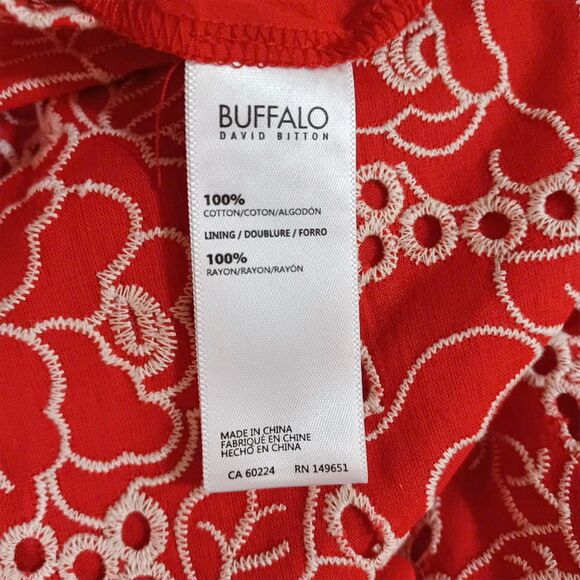 BUFFALO
DAVID BITTON
100%
COTTON/COTON/ALGODÓN
LINING / DOUBLURE / FORRO
100%
RAYON/RAYON/RAYÓN
MADE IN CHINA
FABRIQUÉ EN CHINE
HECHO EN CHINA
CA 60224 RN 149651